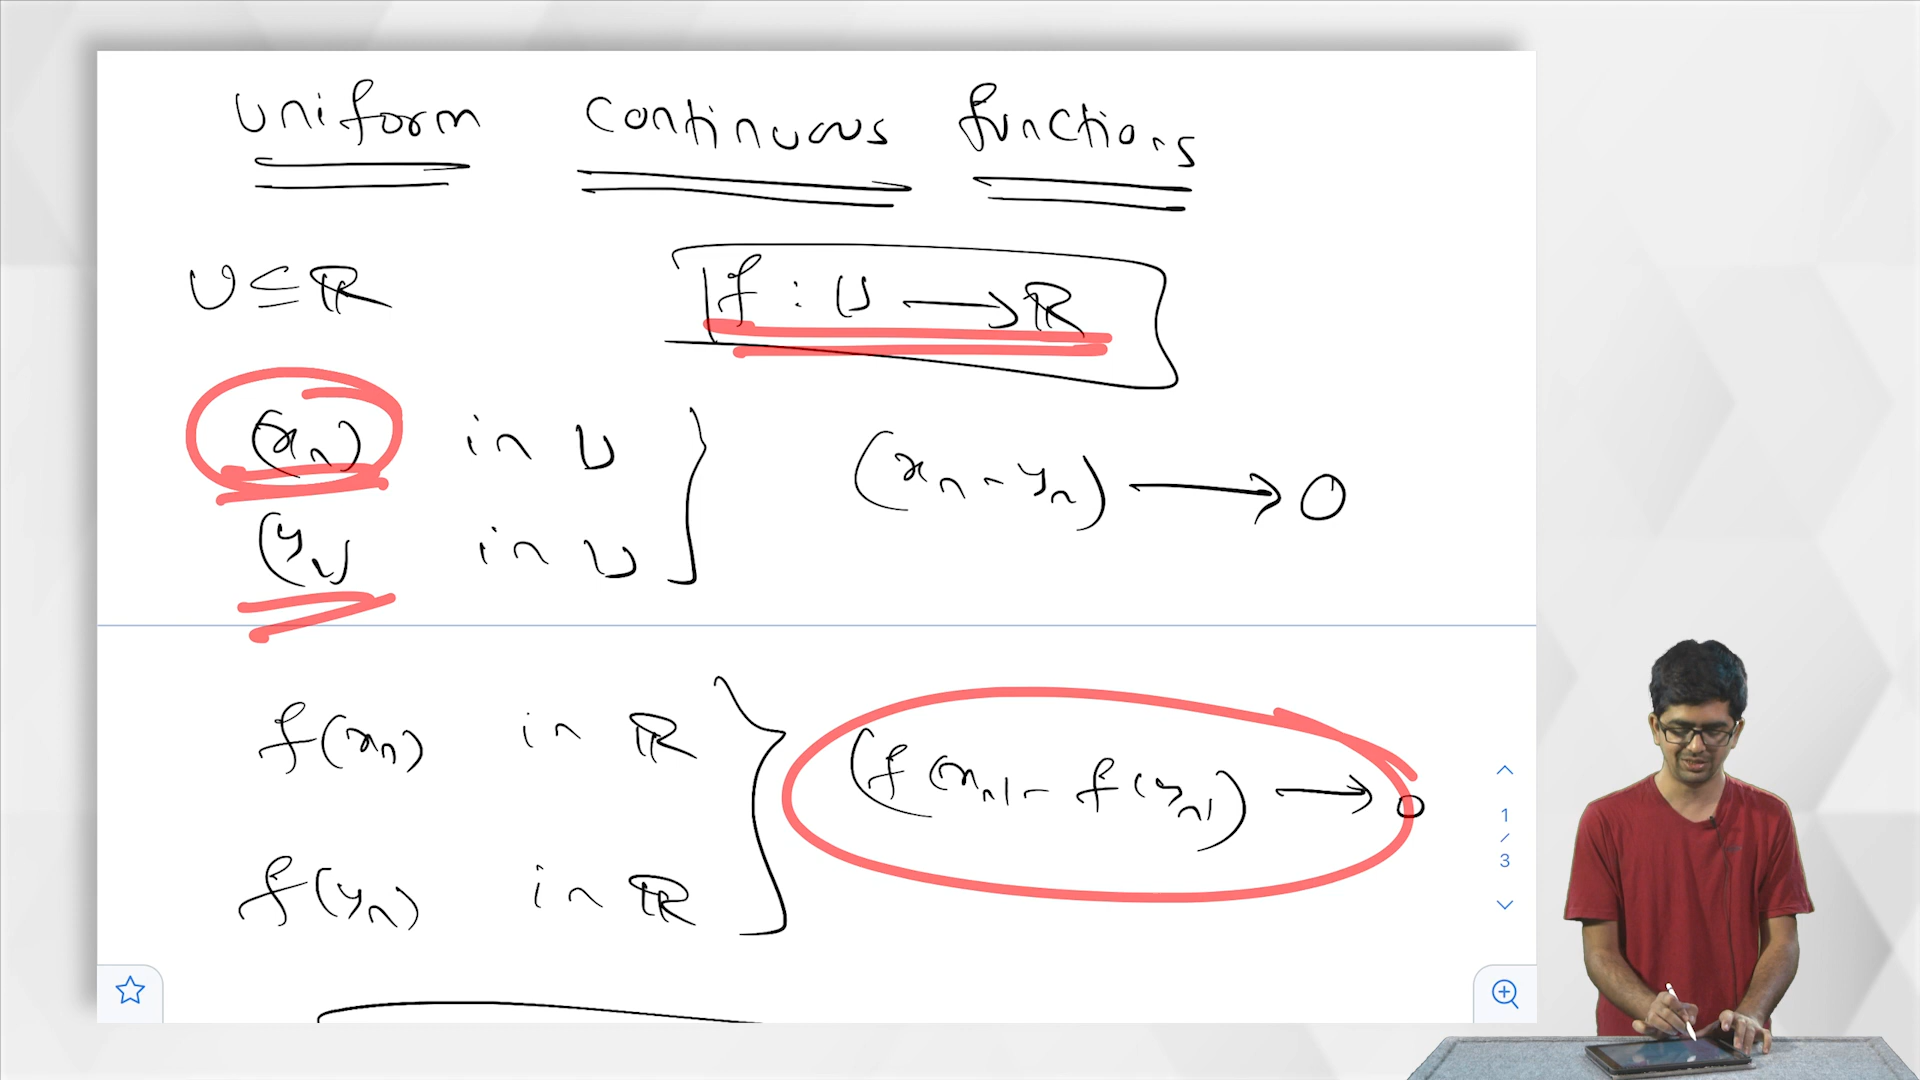 uniform continuous functions
U ⊆ ℝ
f : U → ℝ
(xₙ) in U
(yₙ) in U
(xₙ - yₙ) → 0
f(xₙ) in ℝ
f(yₙ) in ℝ
(f(xₙ) - f(yₙ)) → 0
1
/
3